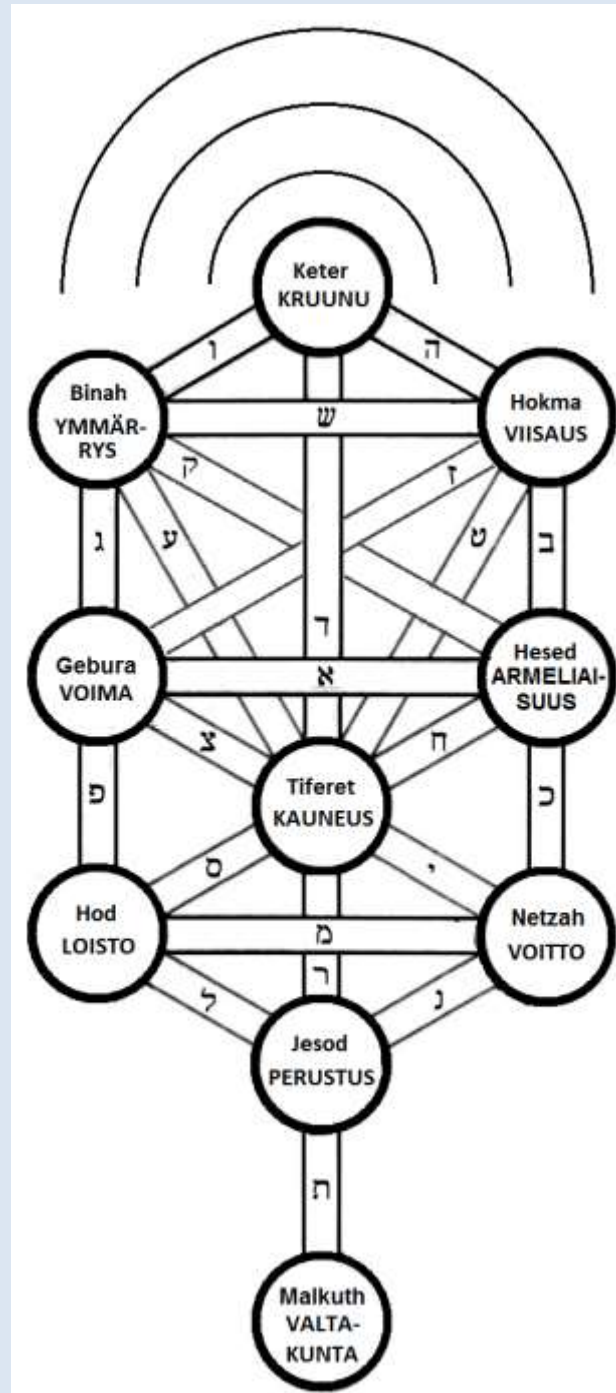 Keter
KRUUNU
ו
ה
Binah
YMMÄR-
RYS
ש
Hokma
VIISAUS
ק
ז
ג
ע
ט
ב
ד
Gebura
VOIMA
א
Hesed
ARMELIAI-
SUUS
צ
ח
פ
Tiferet
KAUNEUS
כ
ס
י
Hod
LOISTO
מ
Netzah
VOITTO
ר
ל
נ
Jesod
PERUSTUS
ת
Malkuth
VALTA-
KUNTA